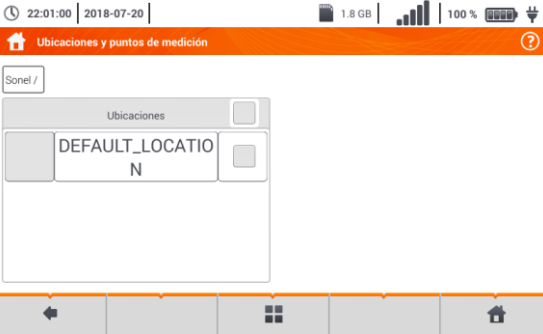 22:01:00 2018-07-20 1.8 GB 100 %
Ubicaciones y puntos de medición ?
Sonel /
Ubicaciones
DEFAULT_LOCATIO
N